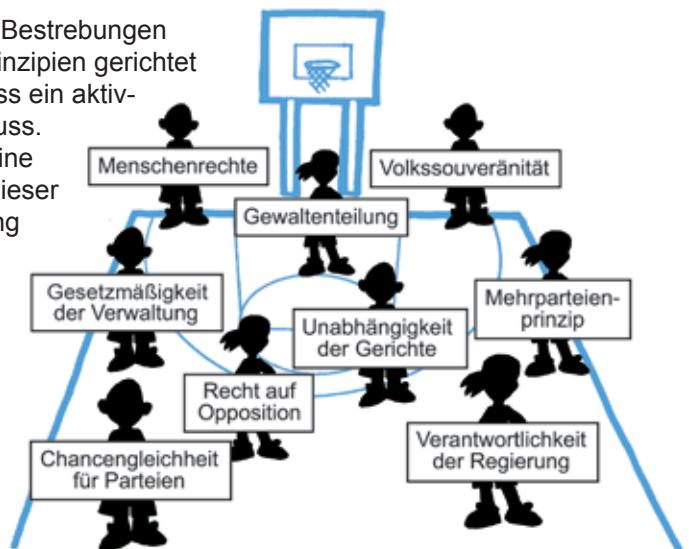 Bestrebungen
inzipien gerichtet
ss ein aktiv-
uss.
ine
ieser
ng
Menschenrechte
Volkssouveränität
Gewaltenteilung
Gesetzmäßigkeit
der Verwaltung
Unabhängigkeit
der Gerichte
Mehrparteien-
prinzip
Recht auf
Opposition
Chancengleichheit
für Parteien
Verantwortlichkeit
der Regierung